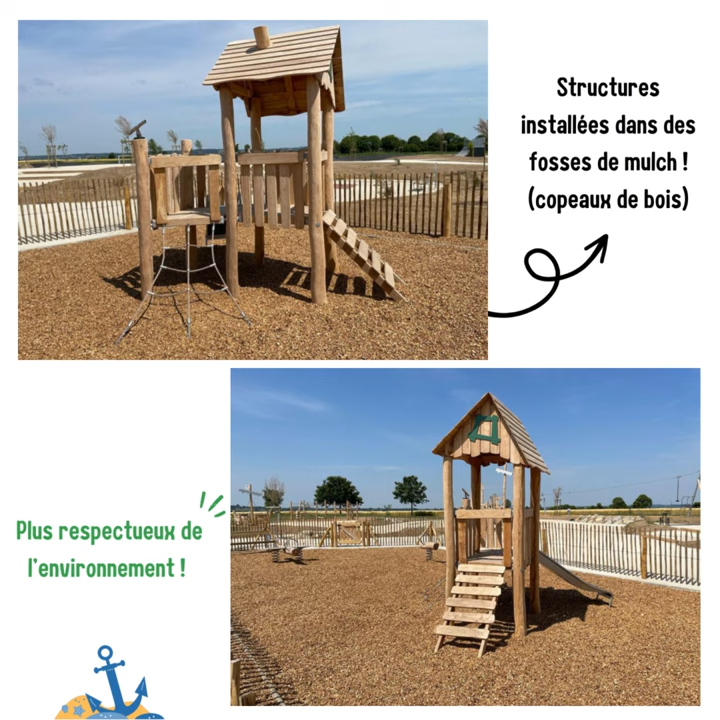 Structures
installées dans des
fosses de mulch !
(copeaux de bois)
Plus respectueux de
l'environnement !